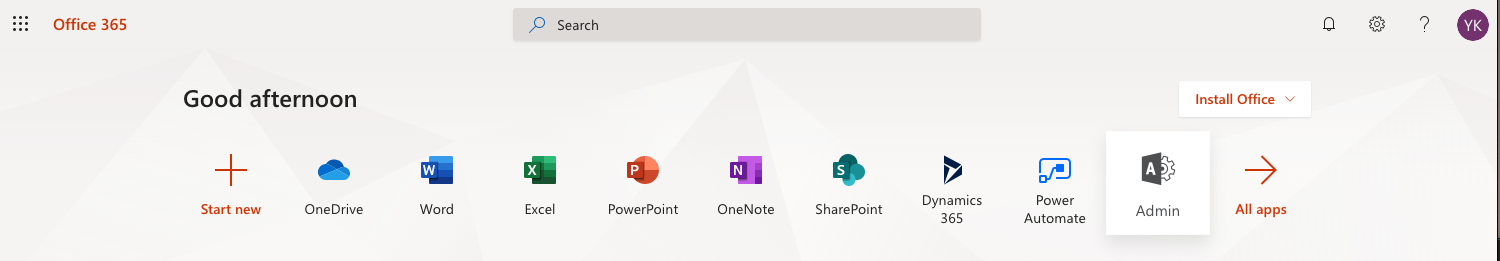 Office 365
Search
YK
Good afternoon
Install Office
Start new
OneDrive
Word
Excel
PowerPoint
OneNote
SharePoint
Dynamics
365
Power
Automate
Admin
All apps